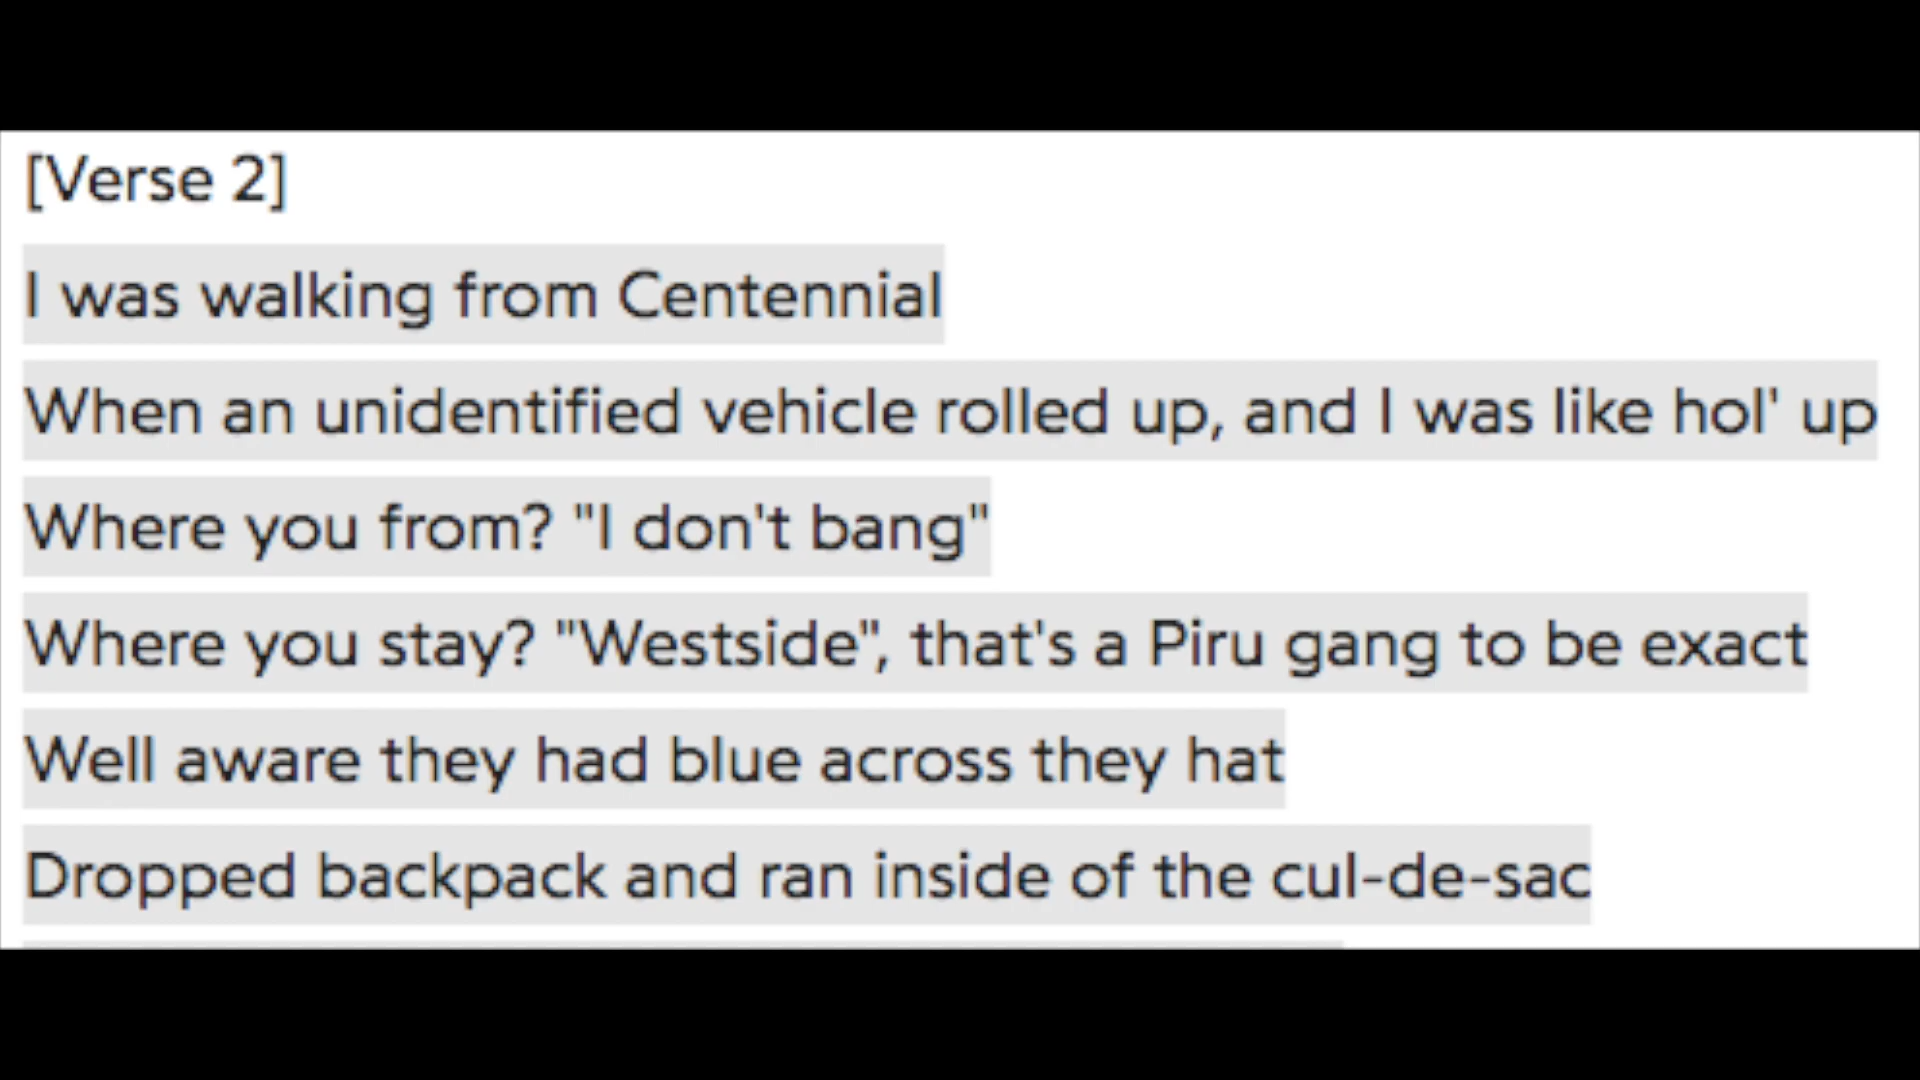 [Verse 2]
I was walking from Centennial
When an unidentified vehicle rolled up, and I was like hol' up
Where you from? "I don't bang"
Where you stay? "Westside", that's a Piru gang to be exact
Well aware they had blue across they hat
Dropped backpack and ran inside of the cul-de-sac